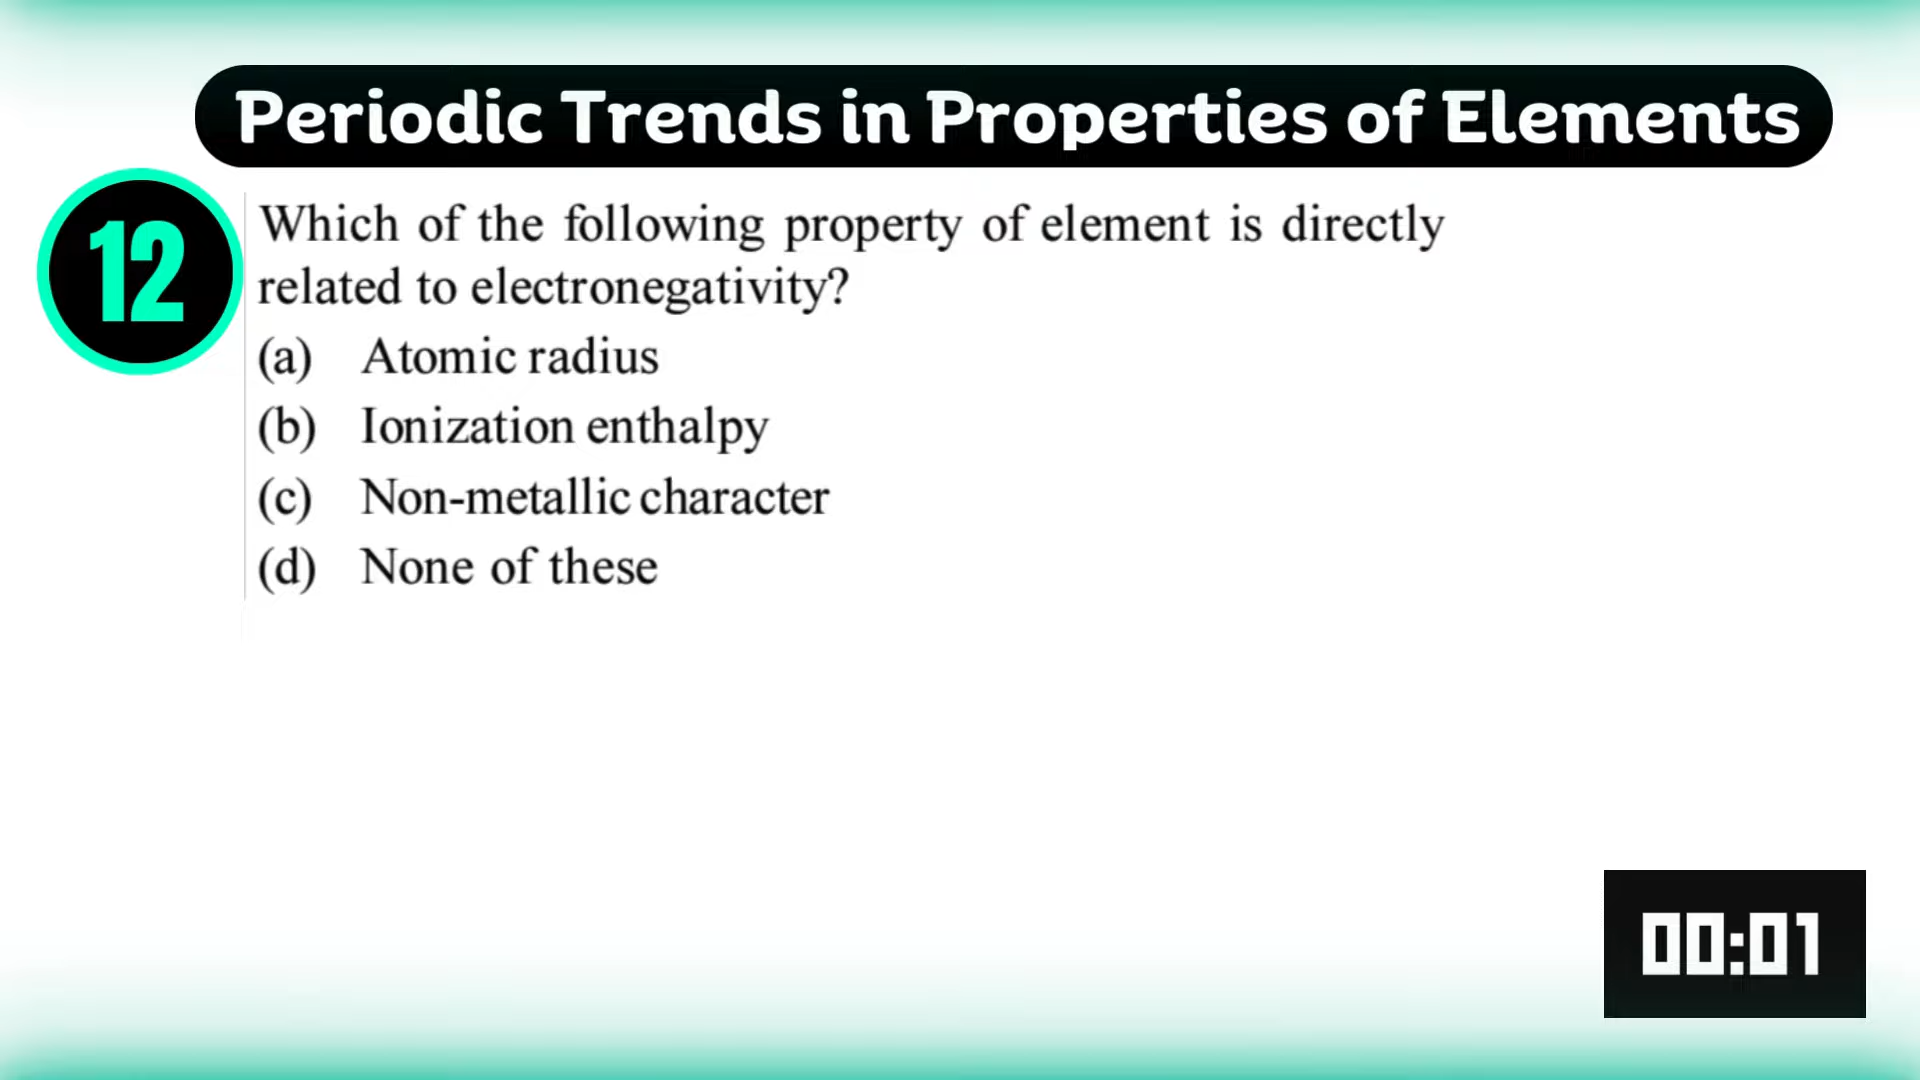 Periodic Trends in Properties of Elements
12
Which of the following property of element is directly
related to electronegativity?
(a) Atomic radius
(b) Ionization enthalpy
(c) Non-metallic character
(d) None of these
00:01